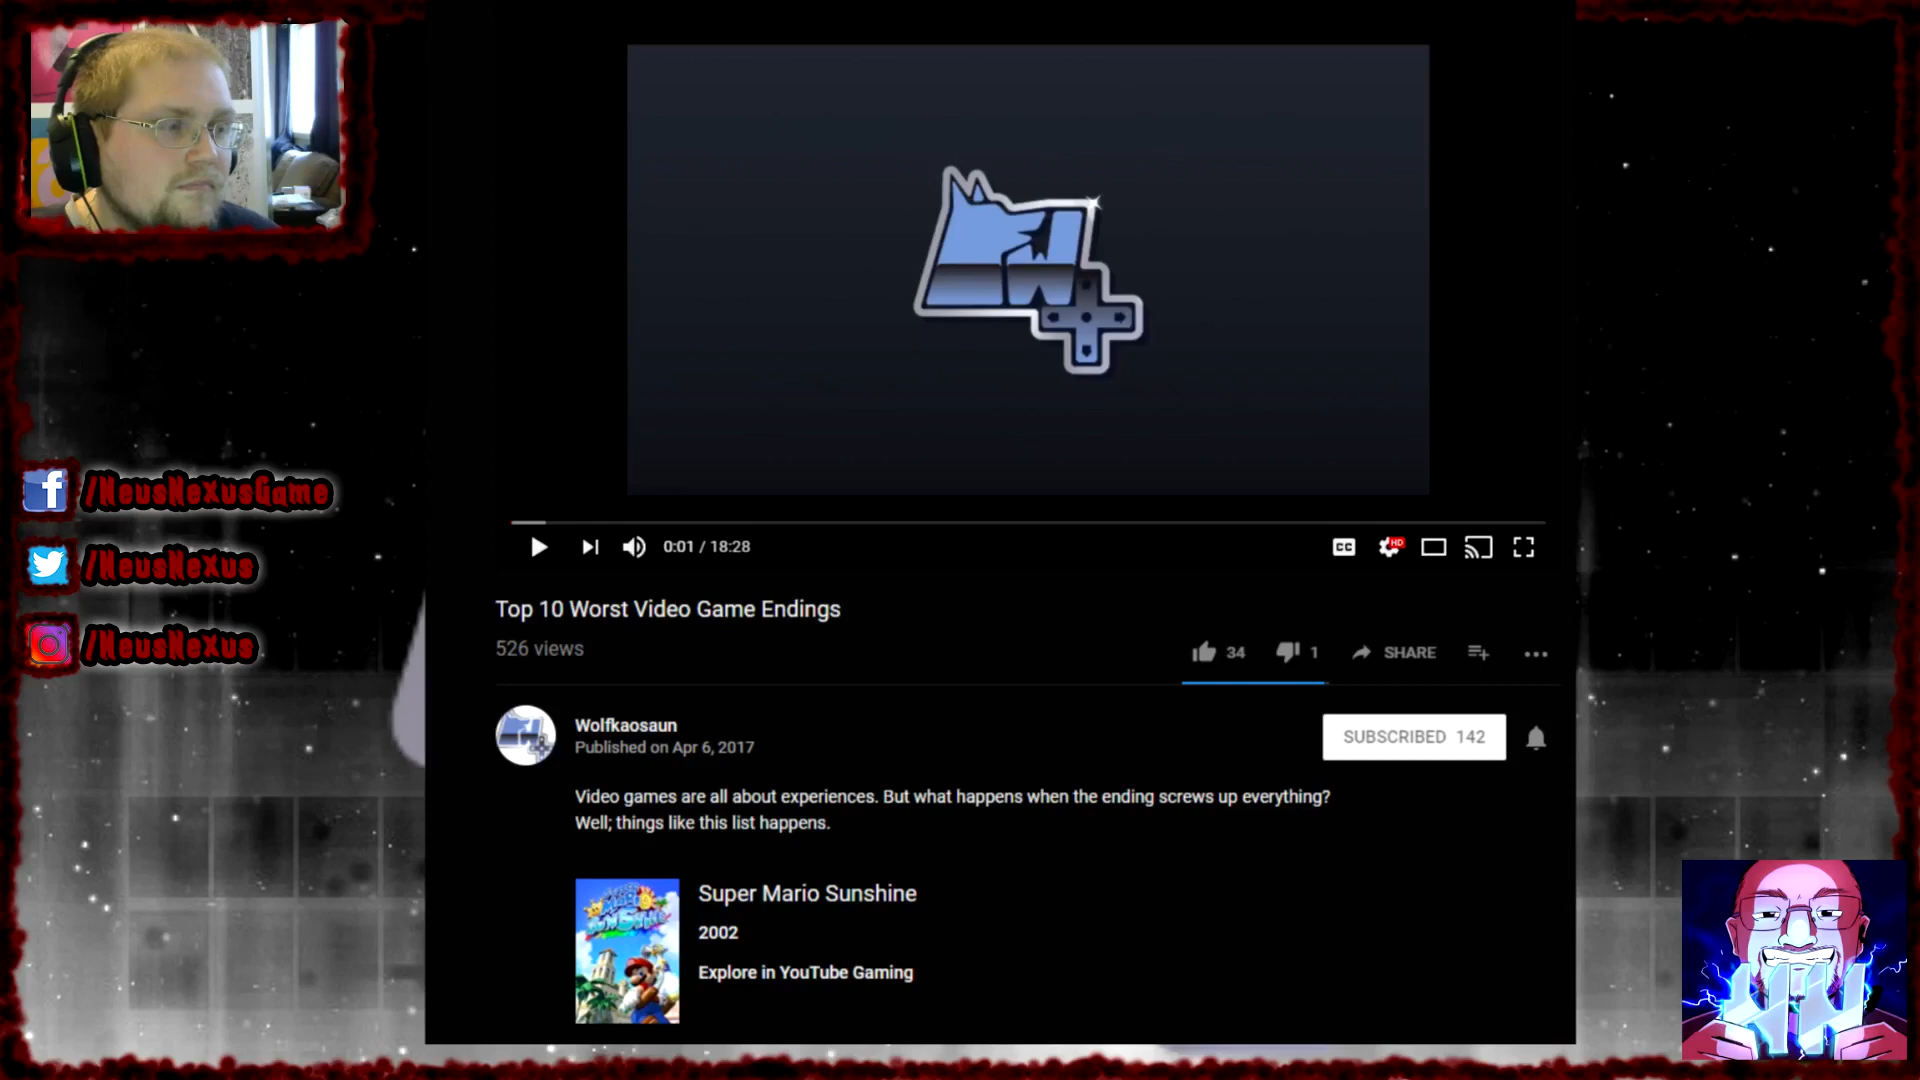 /NeusNexusGame
/NeusNexus
/NeusNexus
0:01 / 18:28
CC
HD
Top 10 Worst Video Game Endings
526 views
34
1
SHARE
Wolfkaosaun
Published on Apr 6, 2017
SUBSCRIBED 142
Video games are all about experiences. But what happens when the ending screws up everything?
Well; things like this list happens.
Super Mario Sunshine
2002
Explore in YouTube Gaming